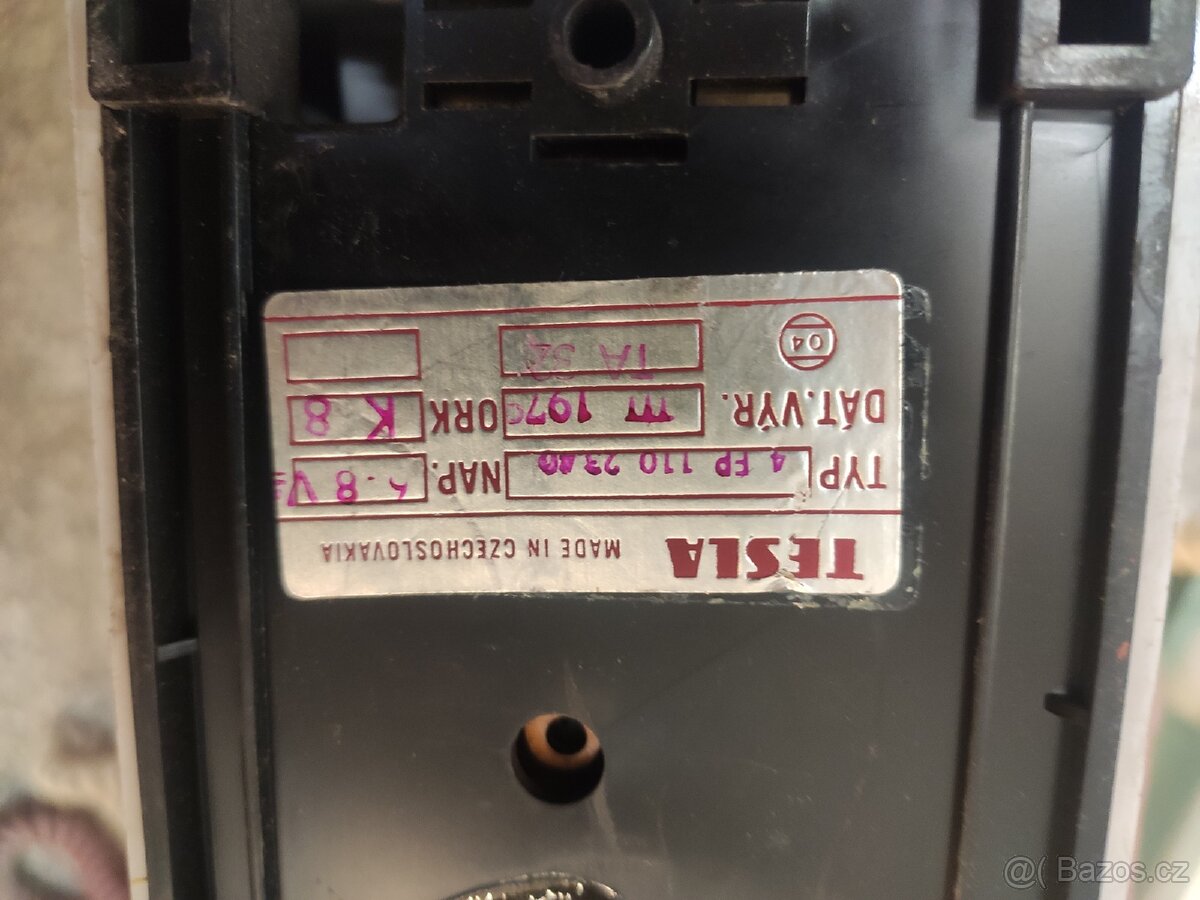 TESLA MADE IN CZECHOSLOVAKIA
TYP 4 FP 110 23 NAP. 8 V=
DÁT.VÝR. III 197 ORK K 8
04 TA
@( Bazos.cz